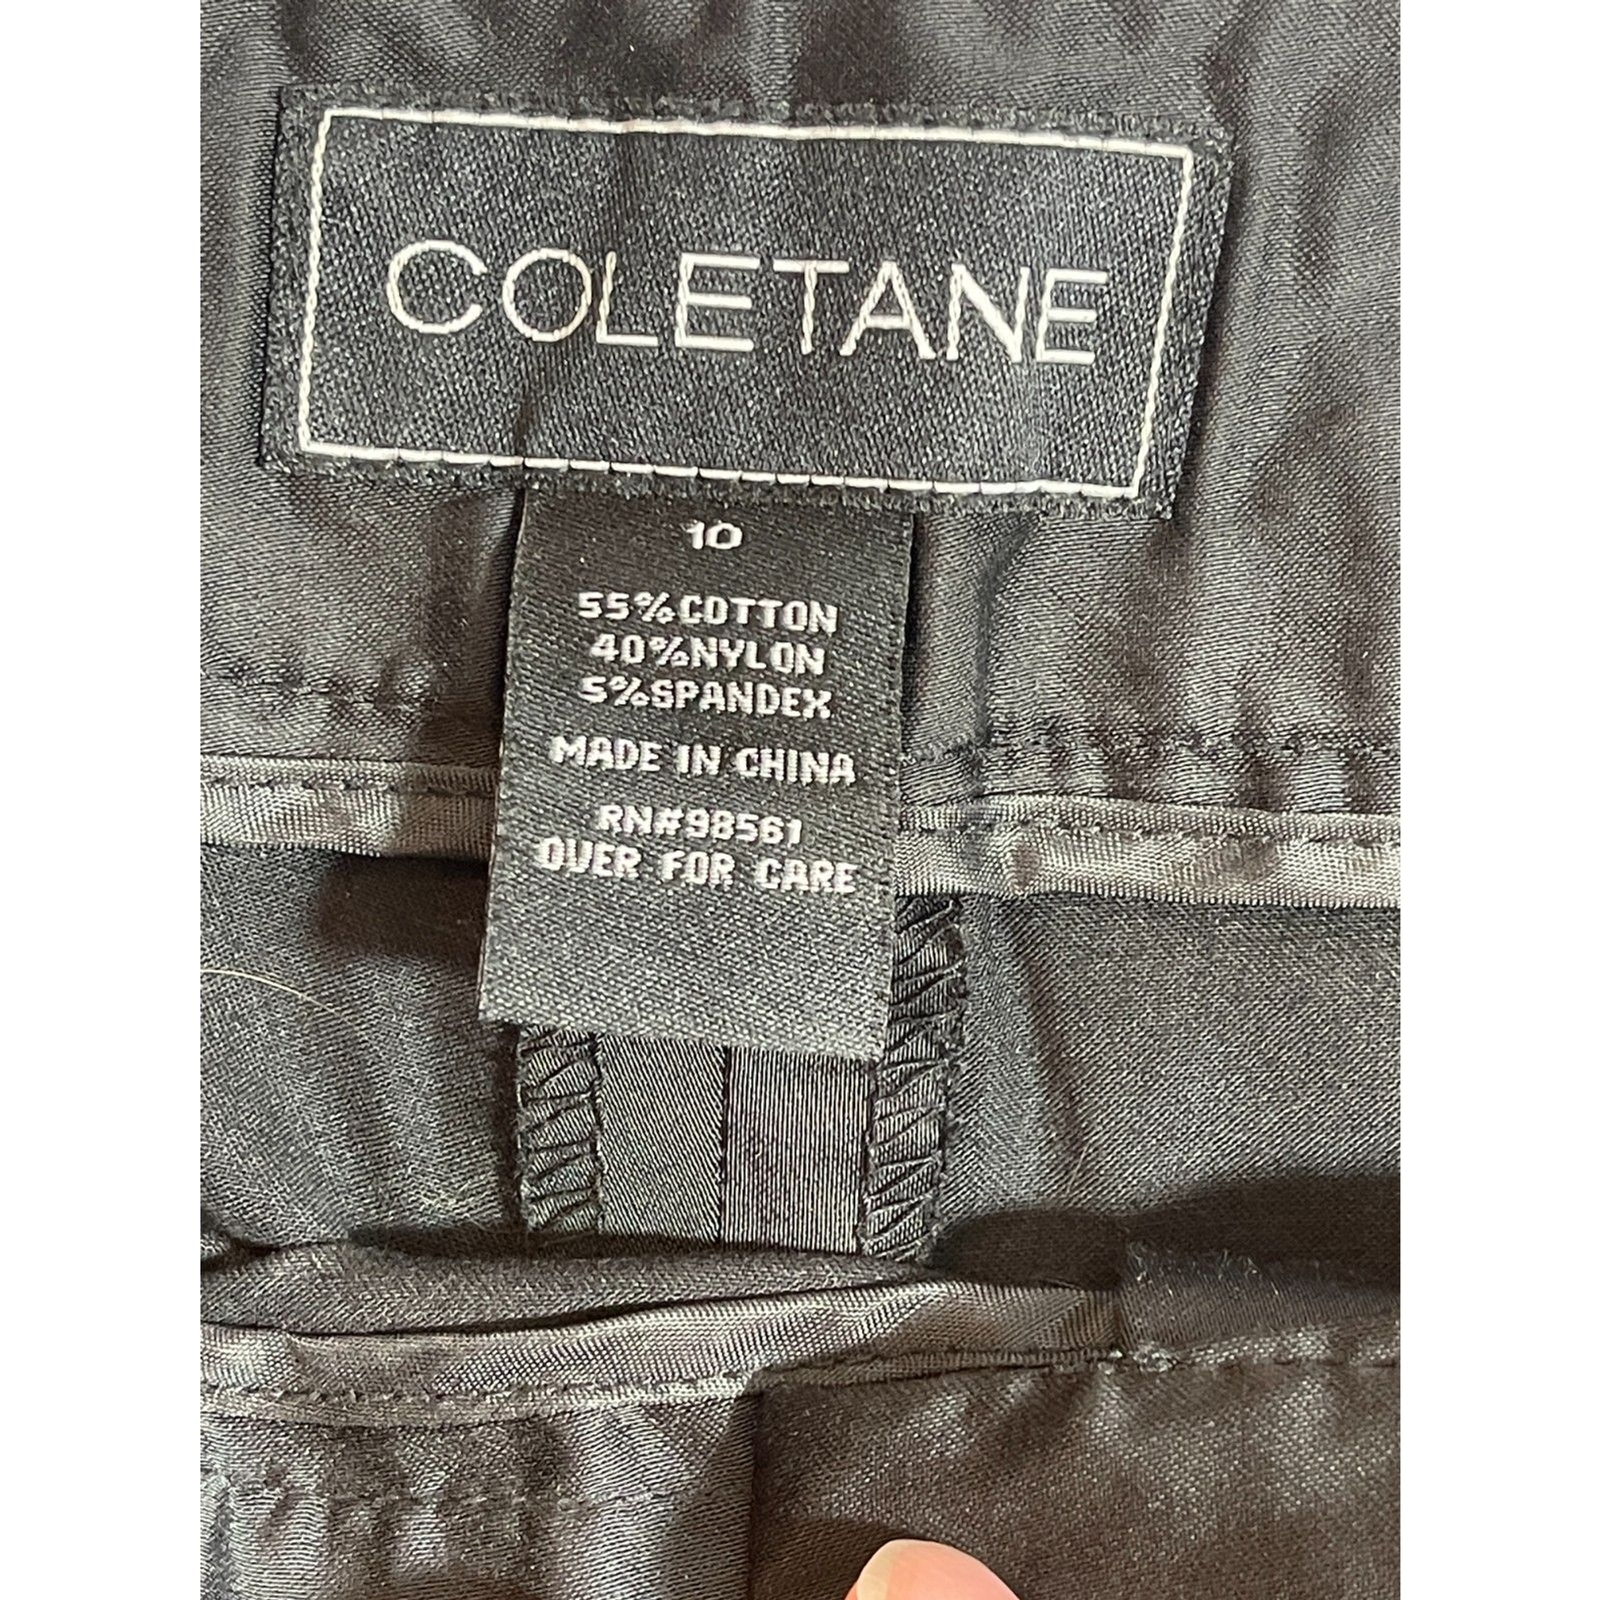 COLETANE
10
55%COTTON
40%NYLON
5%SPANDEX
MADE IN CHINA
RN#98561
OVER FOR CARE